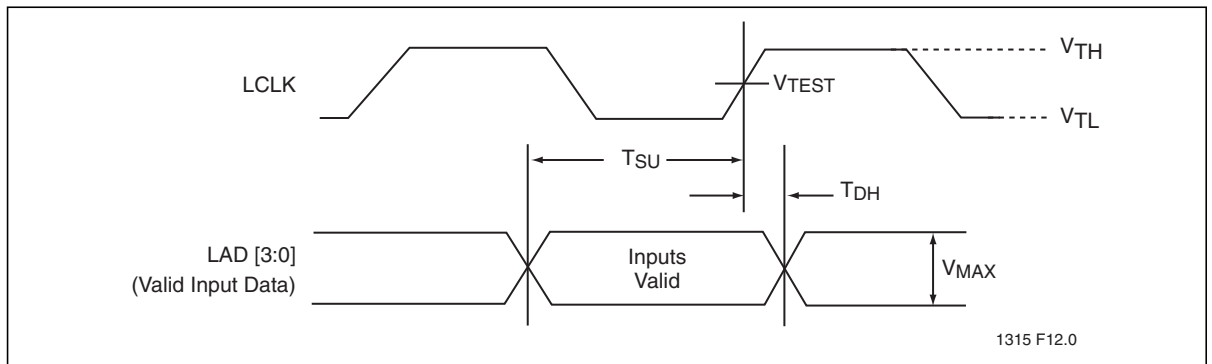 LCLK
VTEST
VTH
VTL
TSU
TDH
LAD [3:0]
(Valid Input Data)
Inputs
Valid
VMAX
1315 F12.0